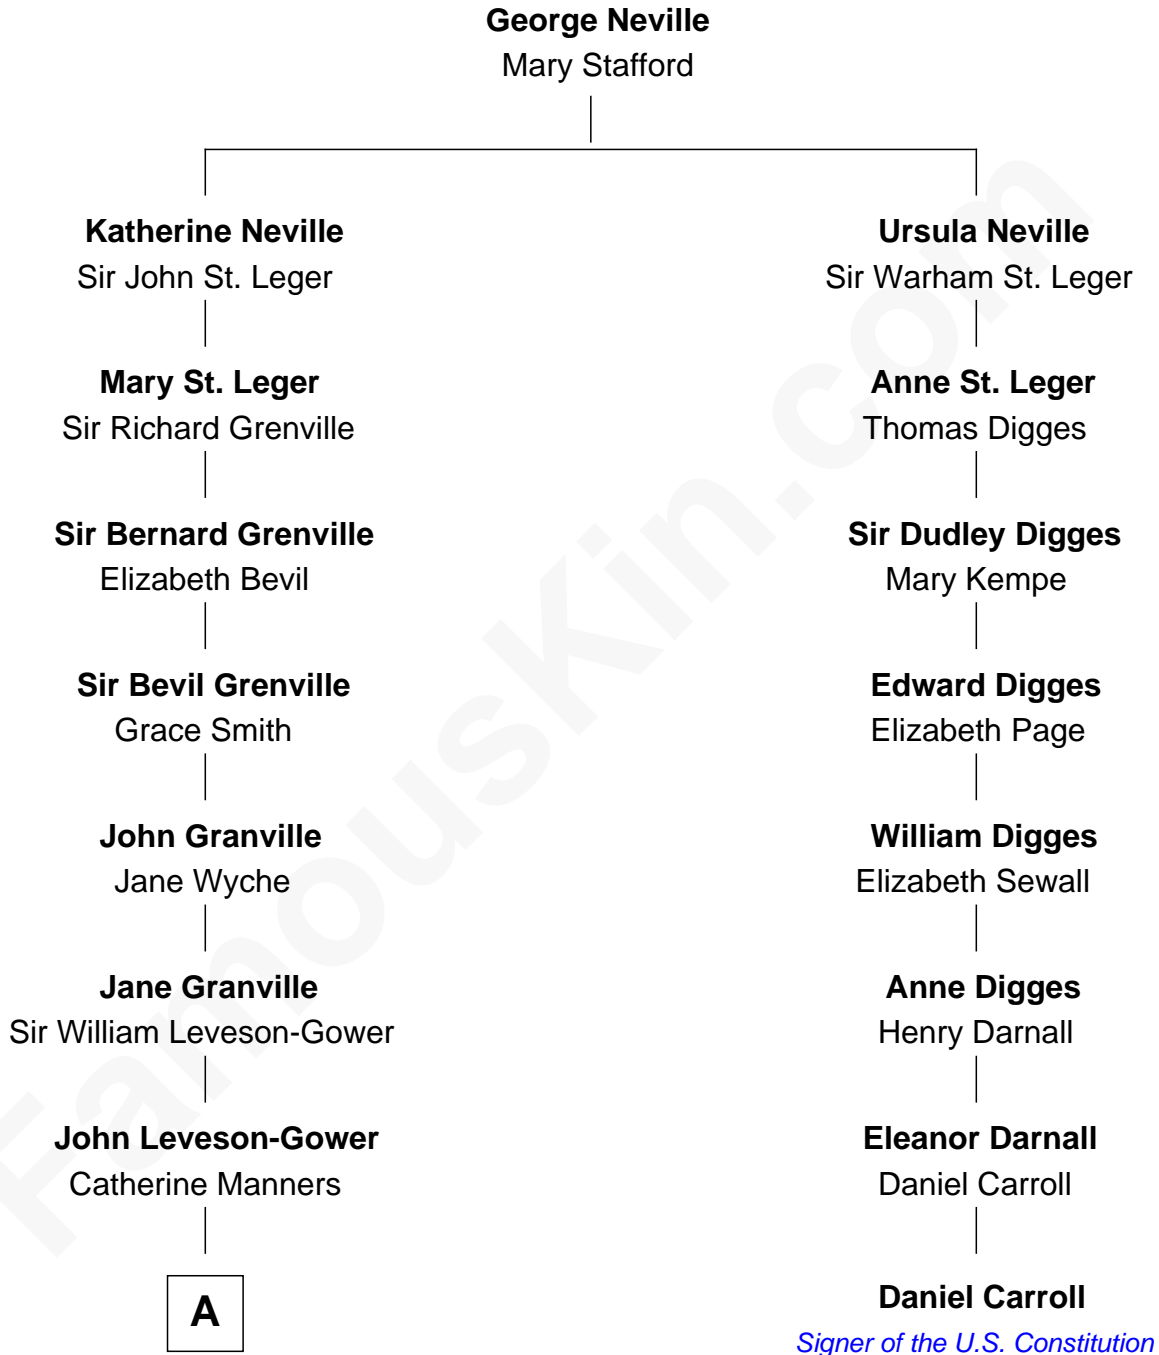 George Neville
Mary Stafford
Katherine Neville
Sir John St. Leger
Ursula Neville
Sir Warham St. Leger
Mary St. Leger
Sir Richard Grenville
Anne St. Leger
Thomas Digges
Sir Bernard Grenville
Elizabeth Bevil
Sir Dudley Digges
Mary Kempe
Sir Bevil Grenville
Grace Smith
Edward Digges
Elizabeth Page
John Granville
Jane Wyche
William Digges
Elizabeth Sewall
Jane Granville
Sir William Leveson-Gower
Anne Digges
Henry Darnall
John Leveson-Gower
Catherine Manners
Eleanor Darnall
Daniel Carroll
A
Daniel Carroll
Signer of the U.S. Constitution
FamousKin.com